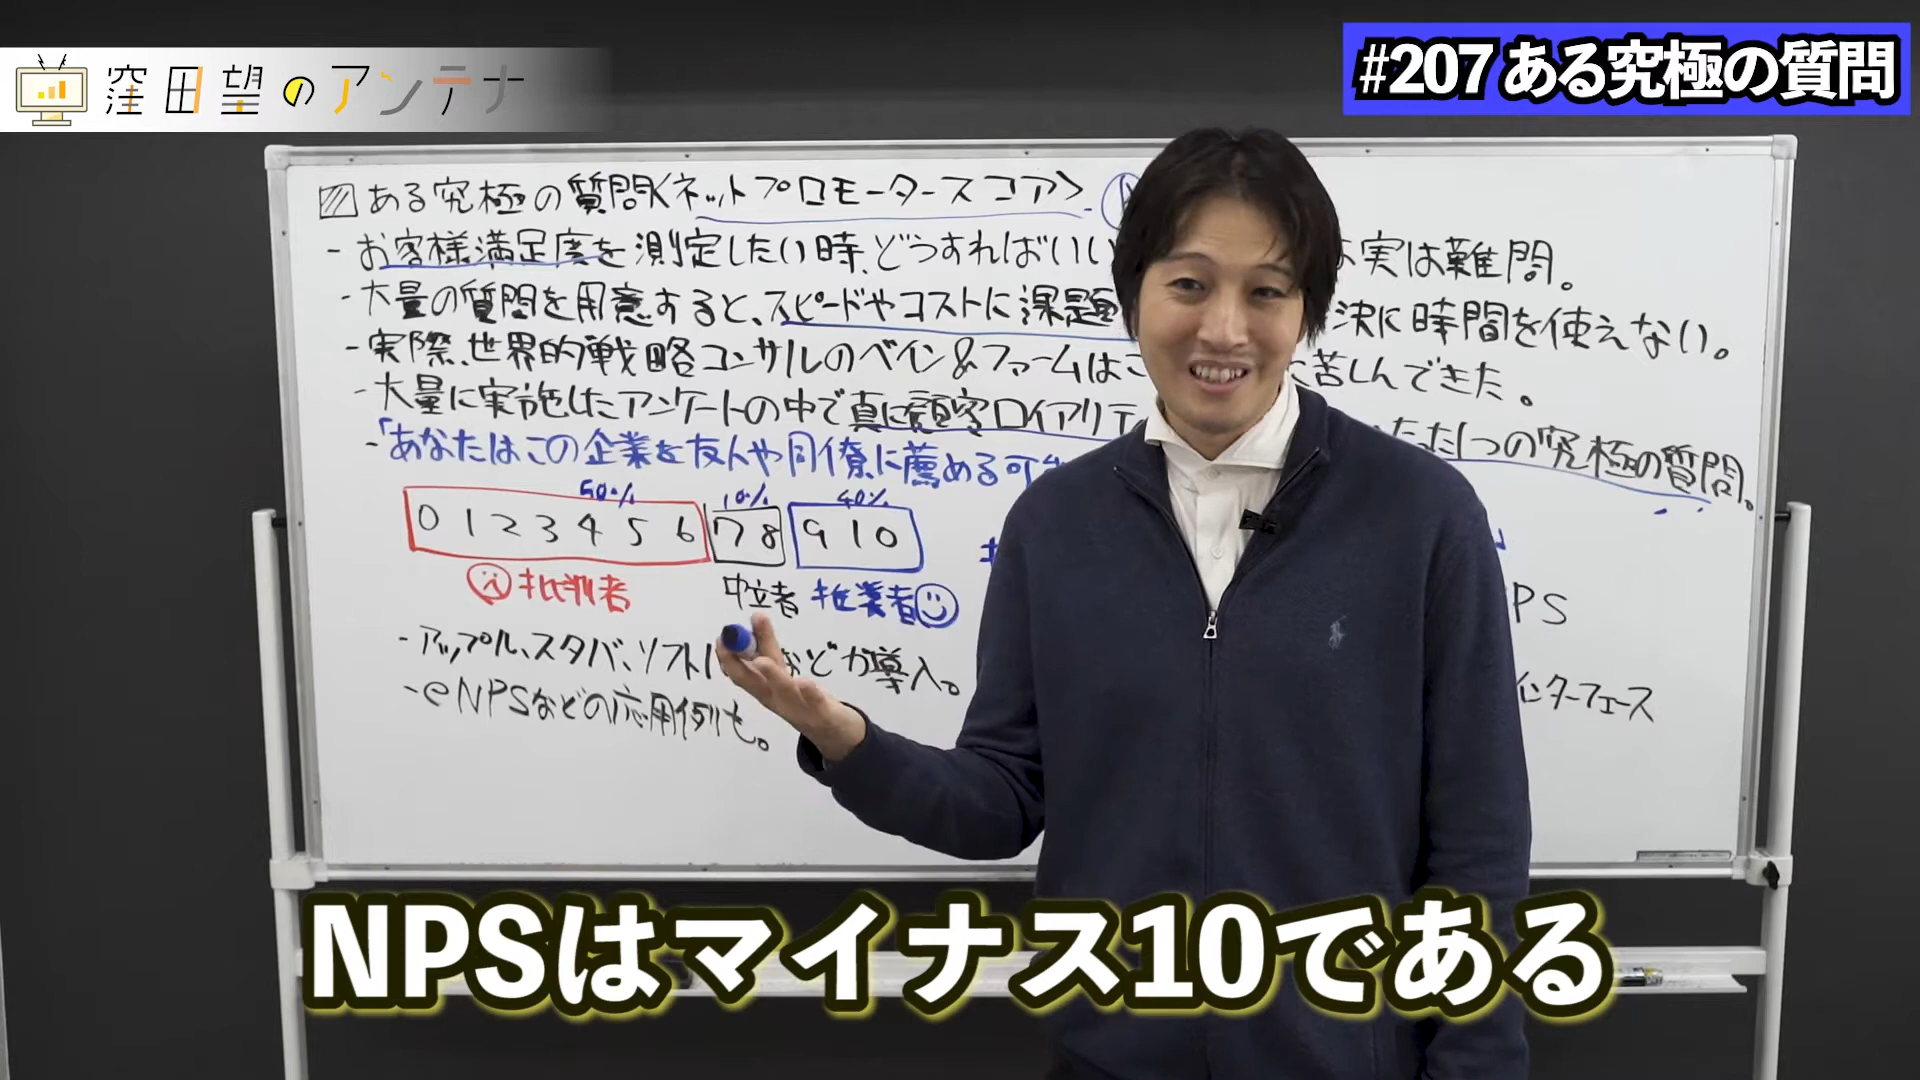 窪田望のアンテナ
#207 ある究極の質問
ある究極の質問〈ネットプロモータースコア〉
- お客様満足度を測定したい時、どうすればいい
実は難問。
- 大量の質問を用意すると、スピードやコストに課題
決に時間を使えない。
- 実際、世界的戦略コンサルのベイン&ファームはこ
に苦しんできた。
- 大量に実施したアンケートの中で真に顧客ロイアリティ
たった1つの究極の質問。
-「あなたはこの企業を友人や同僚に薦める可能
50% 10% 40%
0 1 2 3 4 5 6 7 8 9 10
批判者 中立者 推業者
PS
- アップル、スタバ、ソフト などが導入。
インターフェース
- eNPSなどの応用例も。
NPSはマイナス10である